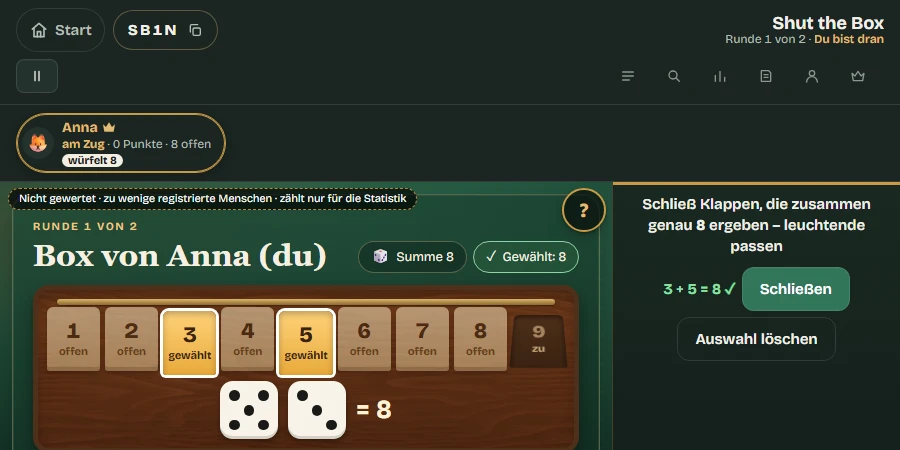 Start
SB1N
Shut the Box
Runde 1 von 2 · Du bist dran
Anna
am Zug · 0 Punkte · 8 offen
würfelt 8
Nicht gewertet · zu wenige registrierte Menschen · zählt nur für die Statistik
?
RUNDE 1 VON 2
Box von Anna (du)
Summe 8
✓ Gewählt: 8
1 2 3 4 5 6 7 8 9
offen offen gewählt offen gewählt offen offen offen zu
= 8
Schließ Klappen, die zusammen
genau 8 ergeben – leuchtende
passen
3 + 5 = 8 ✓
Schließen
Auswahl löschen